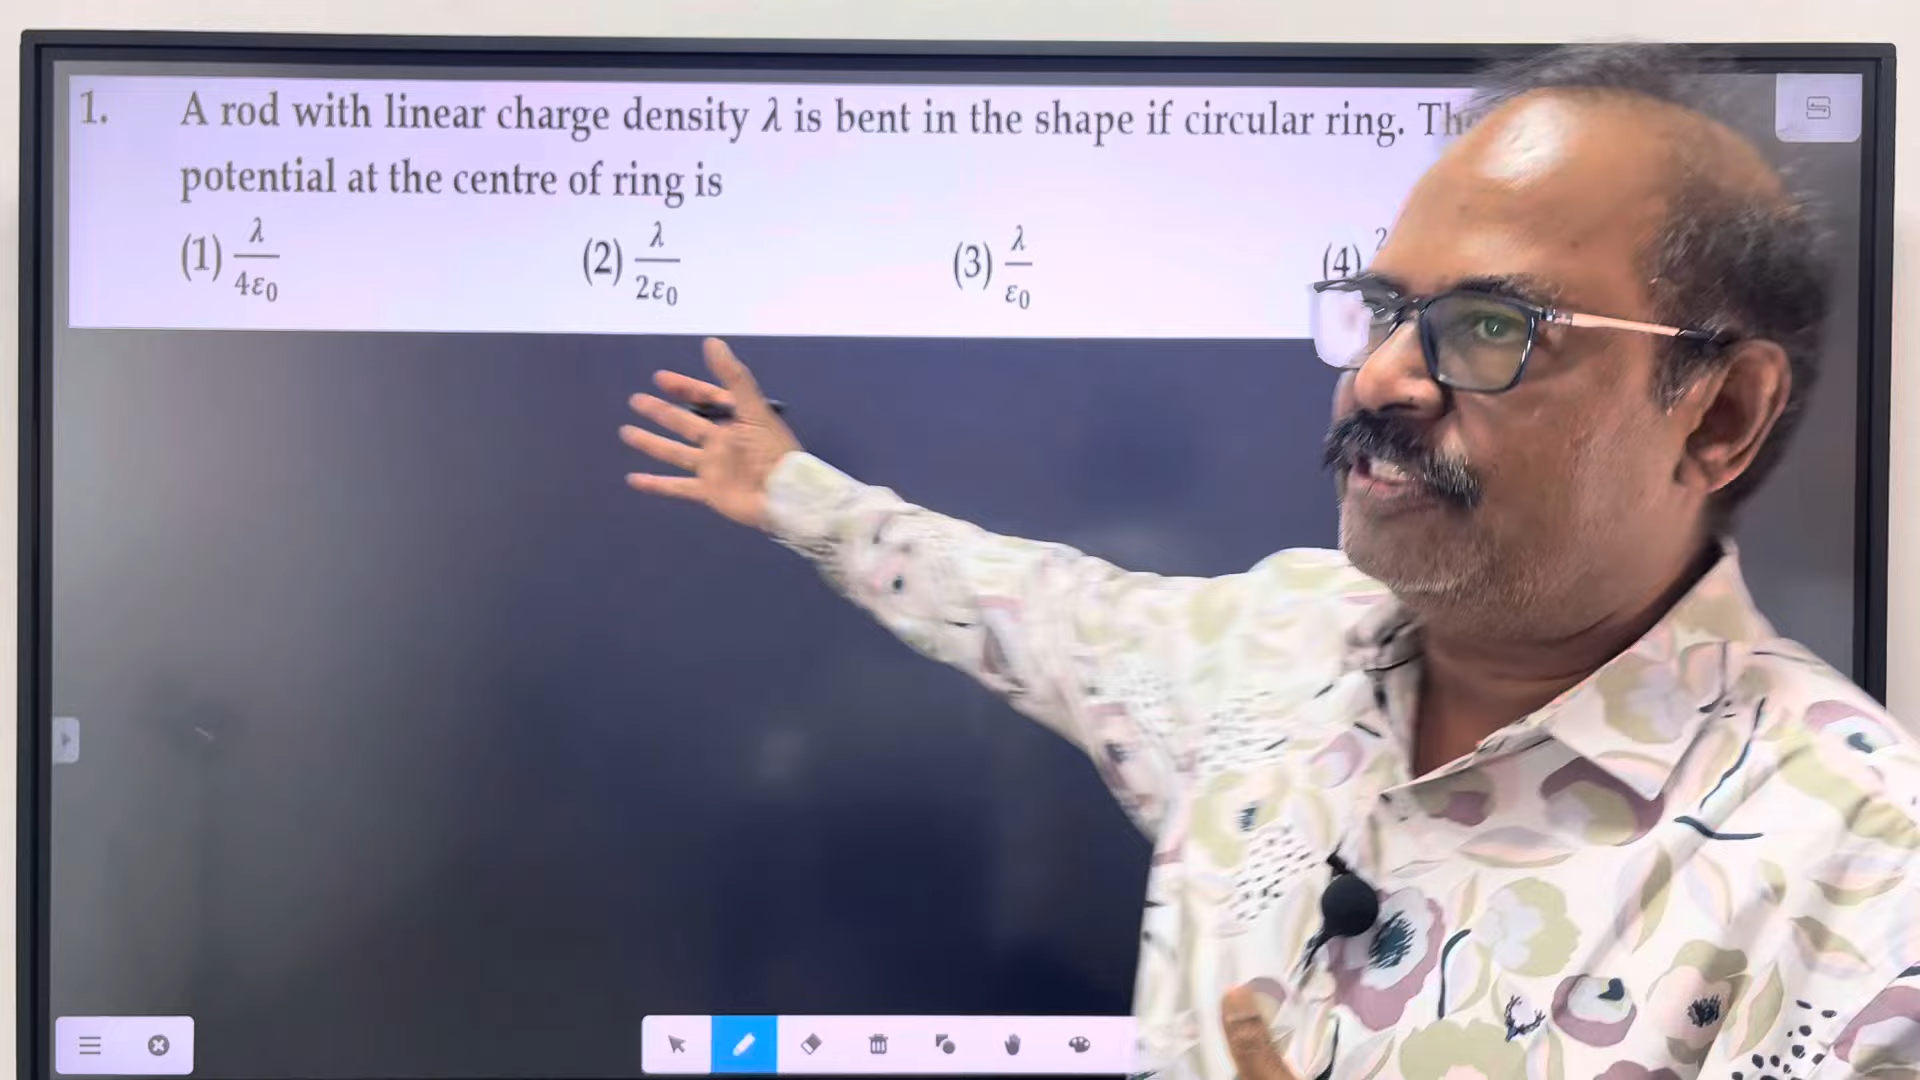 1. A rod with linear charge density λ is bent in the shape if circular ring.
potential at the centre of ring is
(1) λ/4ε₀ (2) λ/2ε₀ (3) λ/ε₀ (4) 2